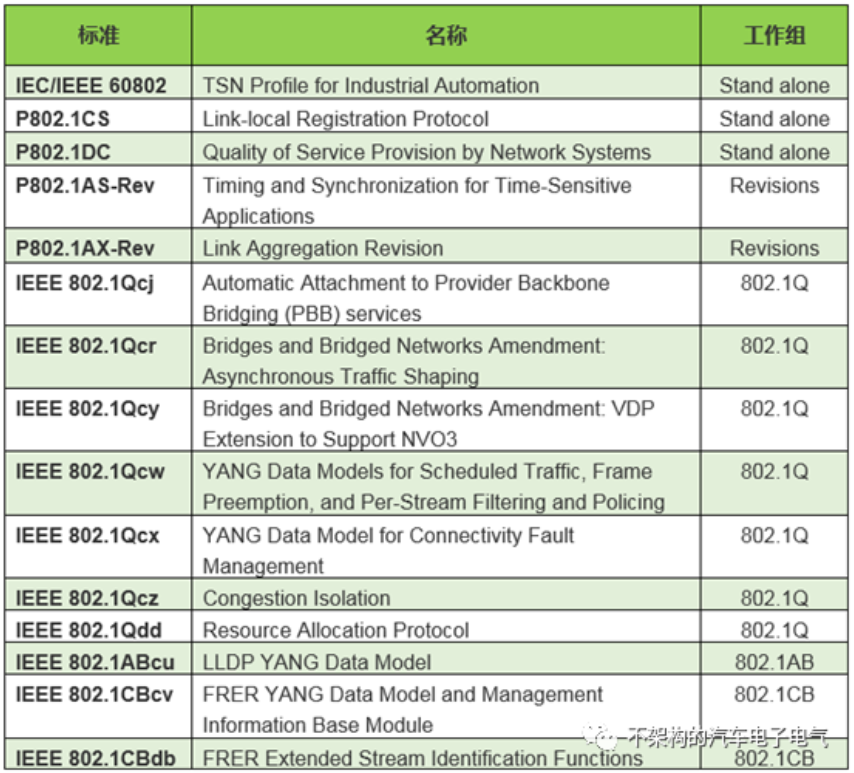 标准 名称 工作组
IEC/IEEE 60802 TSN Profile for Industrial Automation Stand alone
P802.1CS Link-local Registration Protocol Stand alone
P802.1DC Quality of Service Provision by Network Systems Stand alone
P802.1AS-Rev Timing and Synchronization for Time-Sensitive Revisions
Applications
P802.1AX-Rev Link Aggregation Revision Revisions
IEEE 802.1Qcj Automatic Attachment to Provider Backbone 802.1Q
Bridging (PBB) services
IEEE 802.1Qcr Bridges and Bridged Networks Amendment: 802.1Q
Asynchronous Traffic Shaping
IEEE 802.1Qcy Bridges and Bridged Networks Amendment: VDP 802.1Q
Extension to Support NVO3
IEEE 802.1Qcw YANG Data Models for Scheduled Traffic, Frame 802.1Q
Preemption, and Per-Stream Filtering and Policing
IEEE 802.1Qcx YANG Data Model for Connectivity Fault 802.1Q
Management
IEEE 802.1Qcz Congestion Isolation 802.1Q
IEEE 802.1Qdd Resource Allocation Protocol 802.1Q
IEEE 802.1ABcu LLDP YANG Data Model 802.1AB
IEEE 802.1CBcv FRER YANG Data Model and Management 802.1CB
Information Base Module
不架构的汽车电子电气
IEEE 802.1CBdb FRER Extended Stream Identification Functions 802.1CB